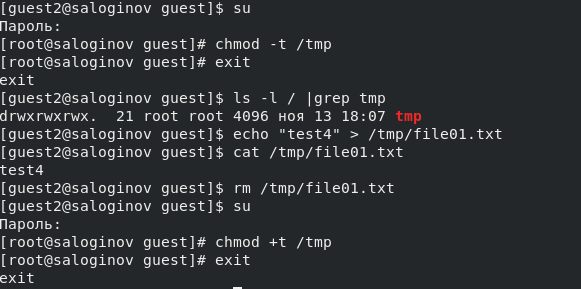 [guest2@saloginov guest]$ su
Пароль:
[root@saloginov guest]# chmod -t /tmp
[root@saloginov guest]# exit
exit
[guest2@saloginov guest]$ ls -l / |grep tmp
drwxrwxrwx.  21 root root 4096 ноя 13 18:07 tmp
[guest2@saloginov guest]$ echo "test4" > /tmp/file01.txt
[guest2@saloginov guest]$ cat /tmp/file01.txt
test4
[guest2@saloginov guest]$ rm /tmp/file01.txt
[guest2@saloginov guest]$ su
Пароль:
[root@saloginov guest]# chmod +t /tmp
[root@saloginov guest]# exit
exit